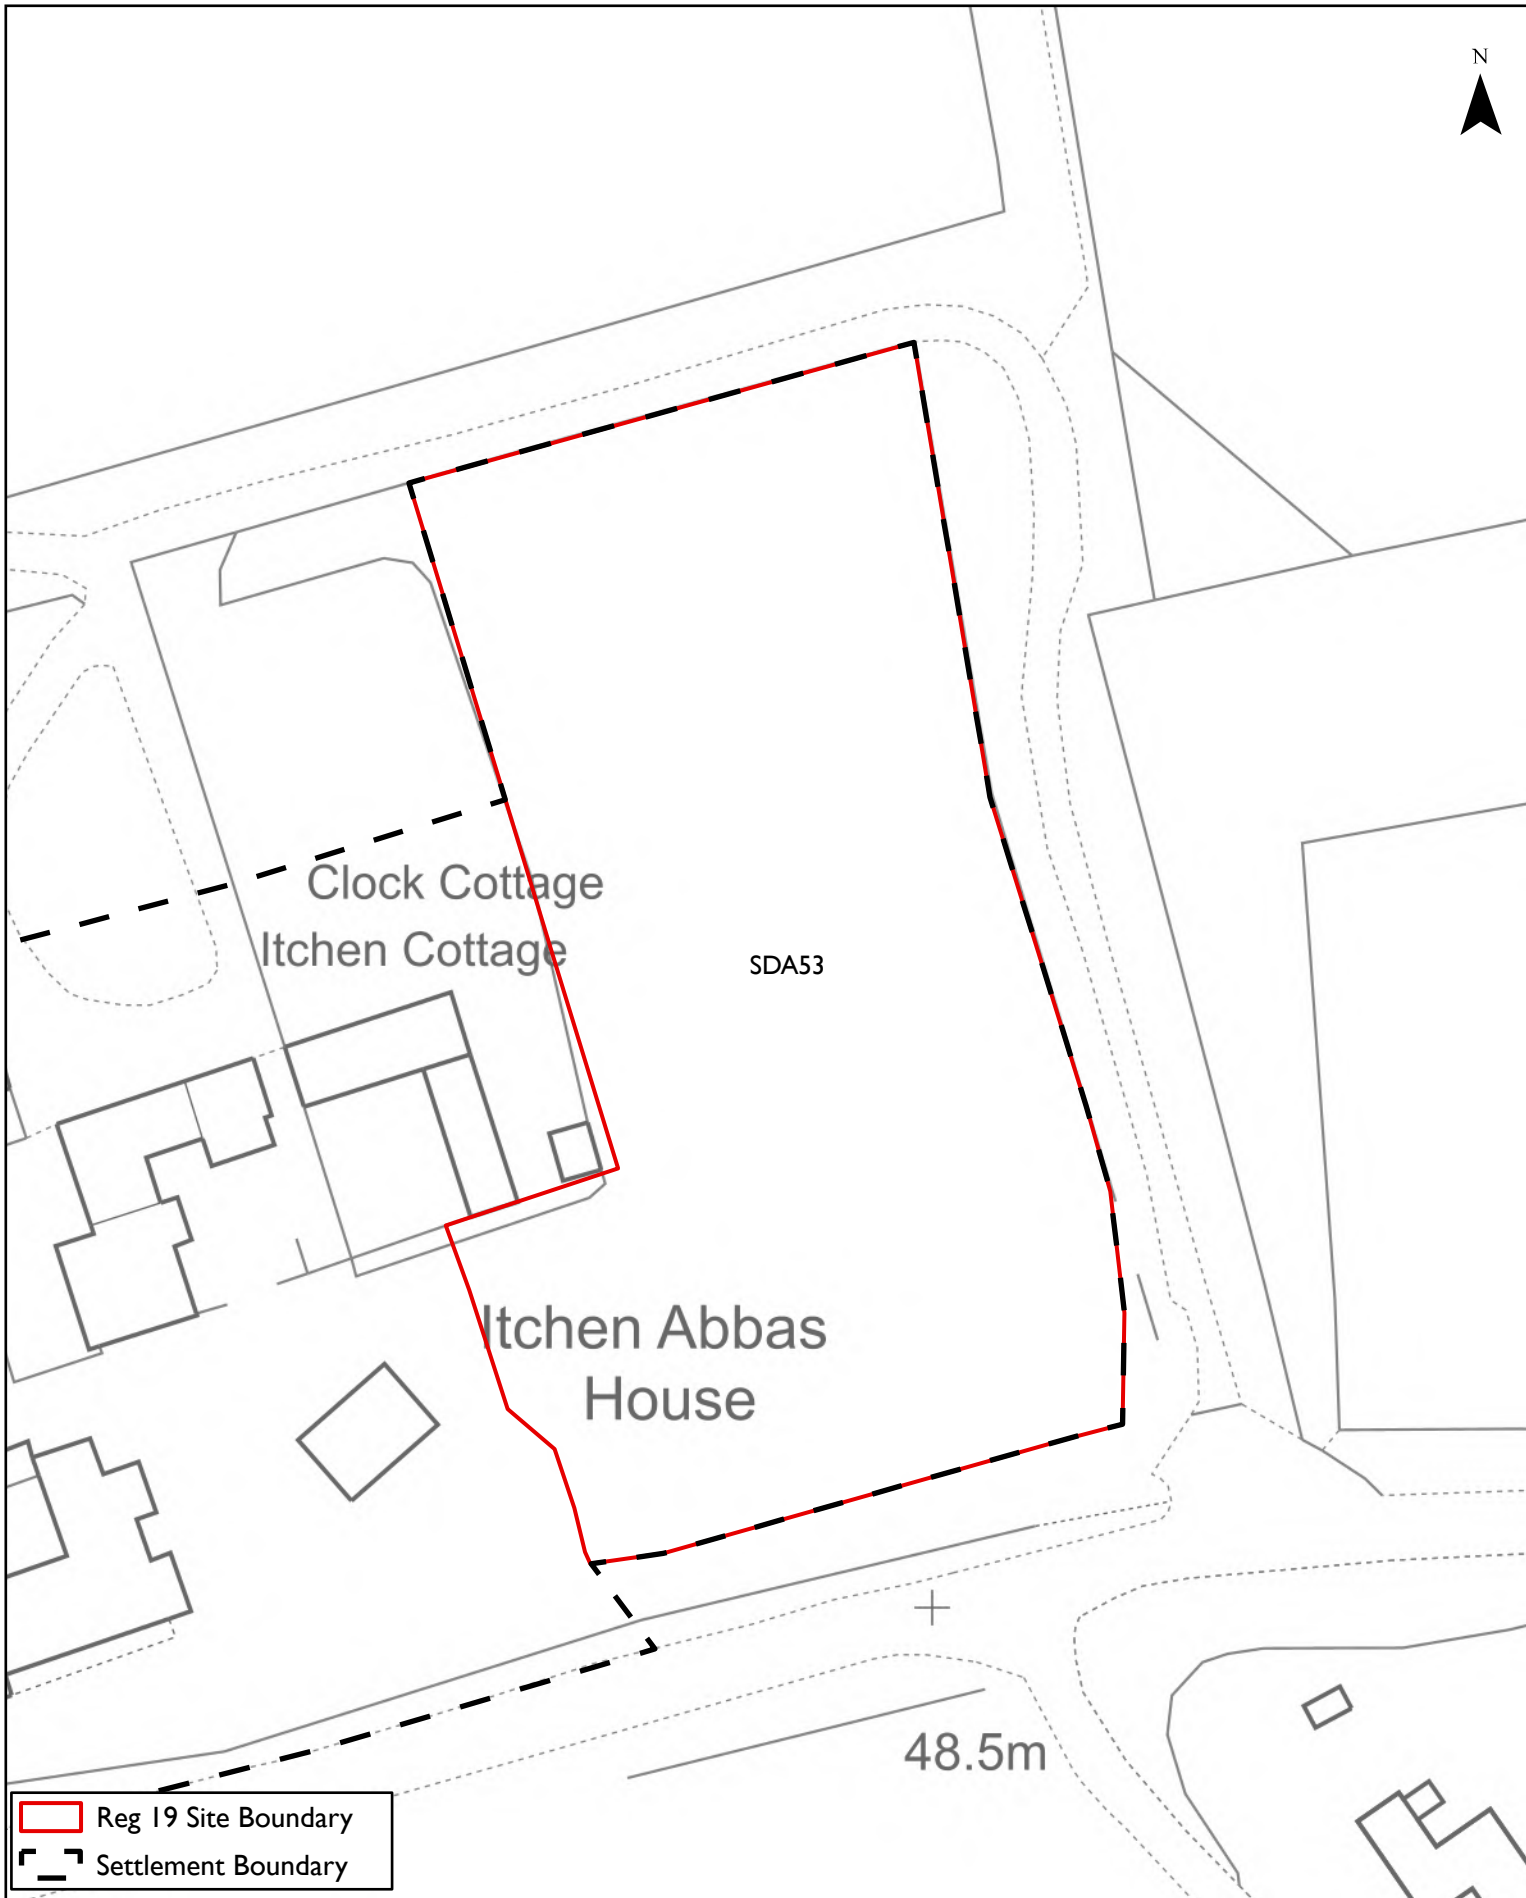 N
Clock Cottage
Itchen Cottage
SDA53
Itchen Abbas
House
48.5m
Reg 19 Site Boundary
Settlement Boundary